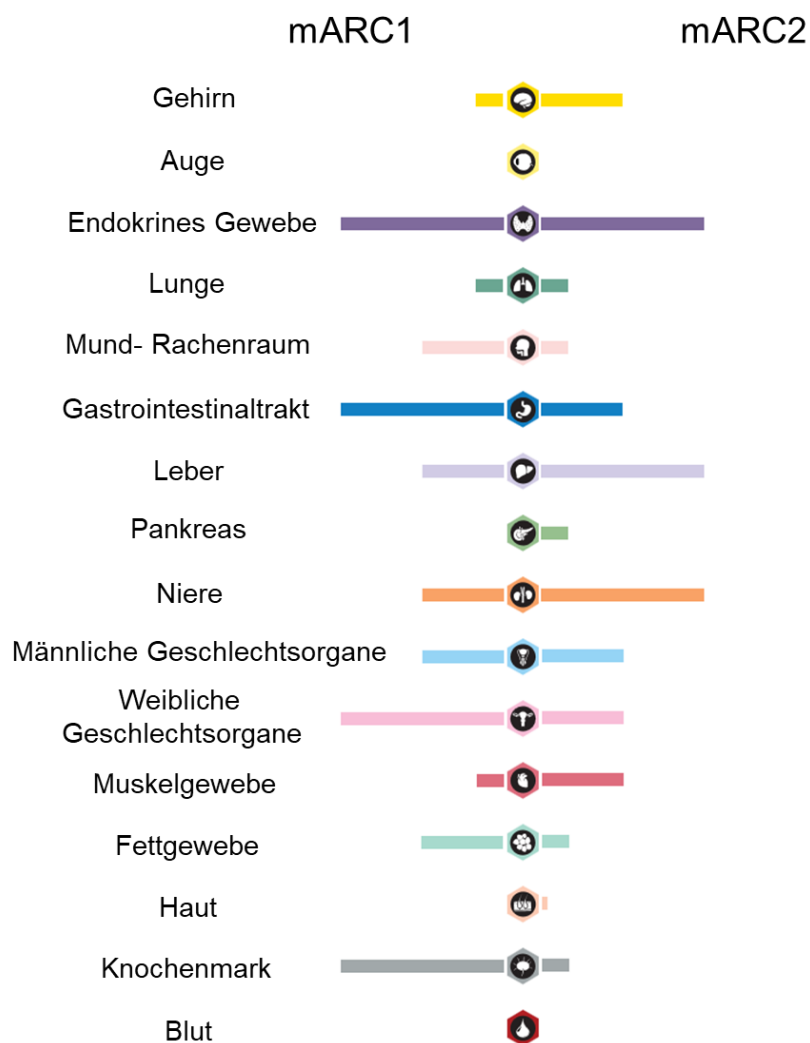 mARC1 mARC2
Gehirn
Auge
Endokrines Gewebe
Lunge
Mund- Rachenraum
Gastrointestinaltrakt
Leber
Pankreas
Niere
Männliche Geschlechtsorgane
Weibliche
Geschlechtsorgane
Muskelgewebe
Fettgewebe
Haut
Knochenmark
Blut